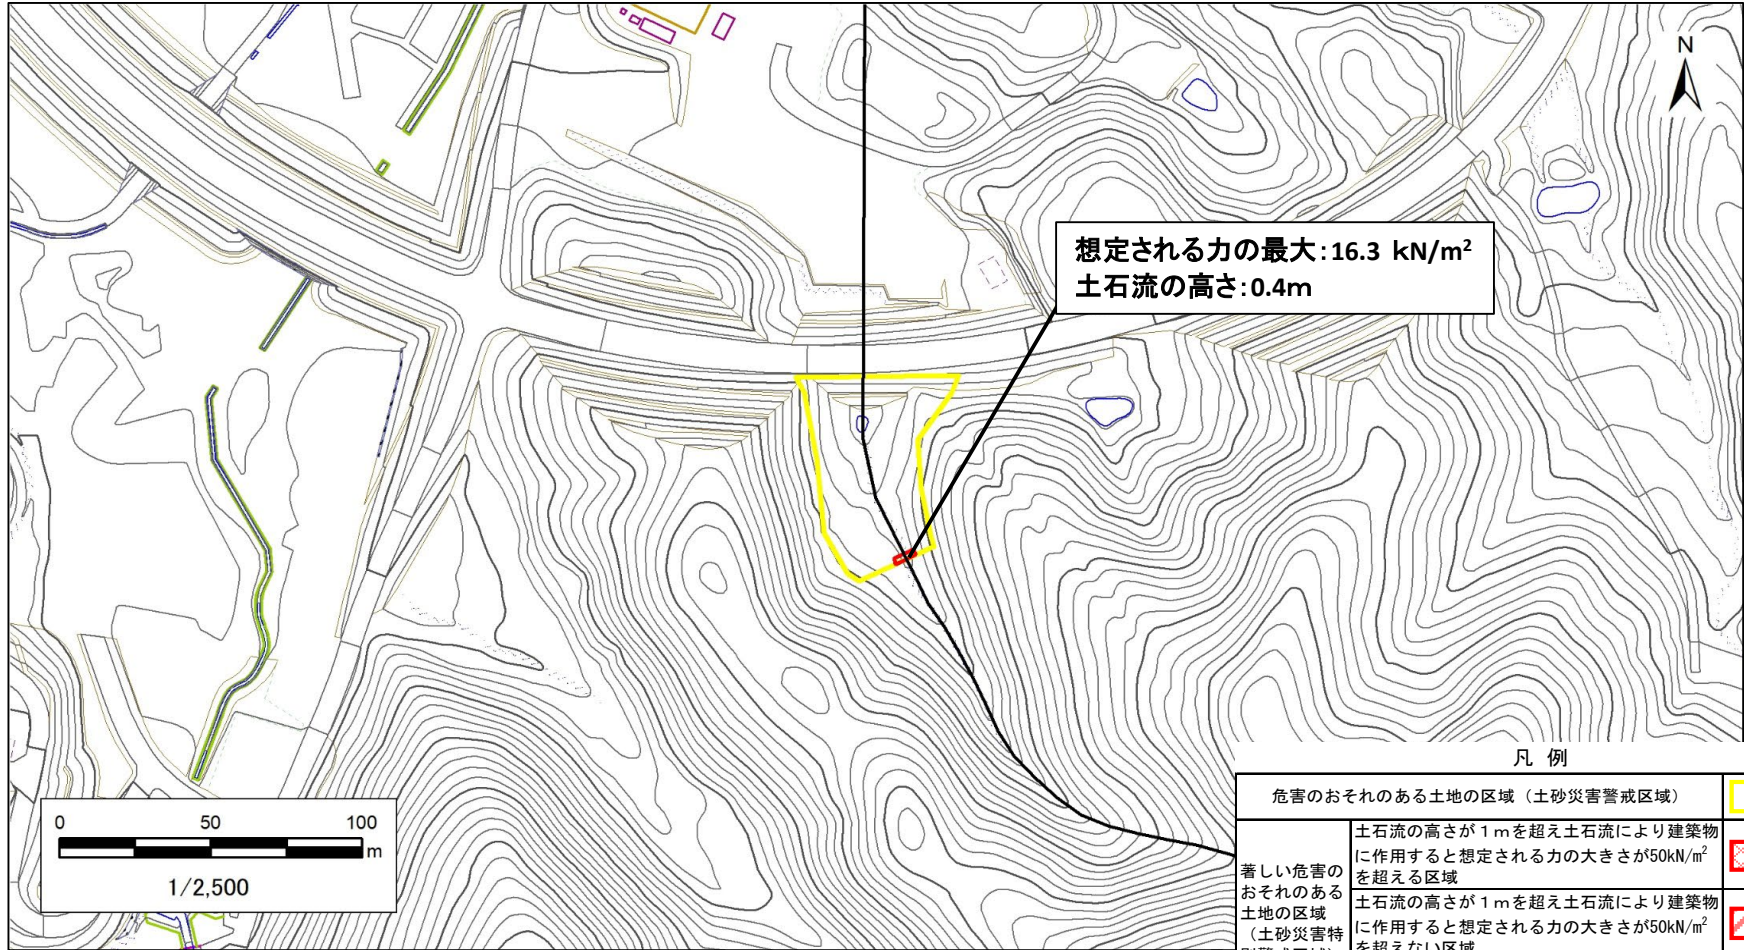 N
想定される力の最大:16.3 kN/m²
土石流の高さ:0.4m
凡 例
危害のおそれのある土地の区域（土砂災害警戒区域）
著しい危害の
おそれのある
土地の区域
（土砂災害特
土石流の高さが１ｍを超え土石流により建築物
に作用すると想定される力の大きさが50kN/㎡
を超える区域
土石流の高さが１ｍを超え土石流により建築物
に作用すると想定される力の大きさが50kN/㎡
を超えない区域
0 50 100
m
1/2,500